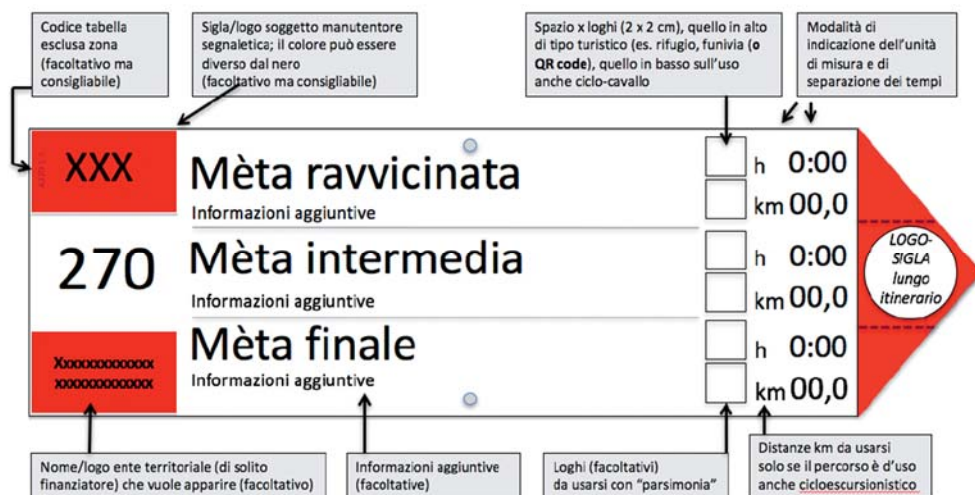 Codice tabella
esclusa zona
(facoltativo ma
consigliabile)
Sigla/logo soggetto manutentore
segnaletica; il colore può essere
diverso dal nero
(facoltativo ma consigliabile)
Spazio x loghi (2 x 2 cm), quello in alto
di tipo turistico (es. rifugio, funivia (o
QR code), quello in basso sull'uso
anche ciclo-cavallo
Modalità di
indicazione dell'unità
di misura e di
separazione dei tempi
XXX
Mèta ravvicinata
Informazioni aggiuntive
h 0:00
km 00,0
270
Mèta intermedia
Informazioni aggiuntive
h 0:00
km 00,0
LOGO-
SIGLA
lungo
itinerario
Xxxxxxxxxxxxx
xxxxxxxxxxxxx
Mèta finale
Informazioni aggiuntive
h 0:00
km 00,0
Nome/logo ente territoriale (di solito
finanziatore) che vuole apparire (facoltativo)
Informazioni aggiuntive
(facoltative)
Loghi (facoltativi)
da usarsi con "parsimonia"
Distanze km da usarsi
solo se il percorso è d'uso
anche cicloescursionistico